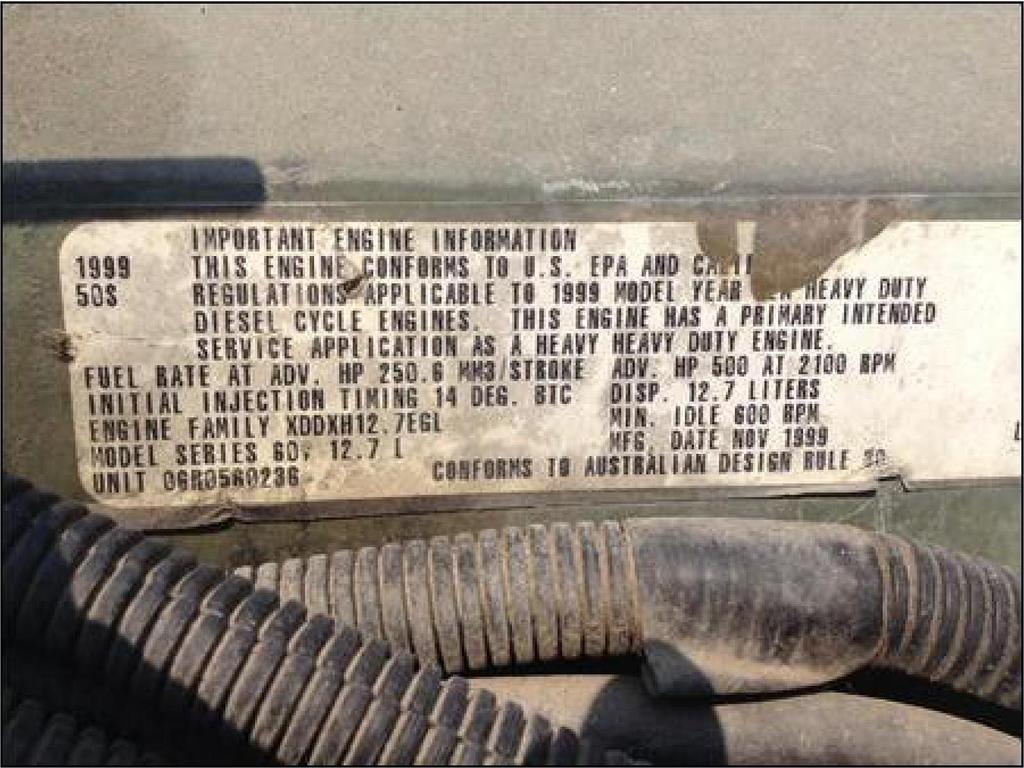 IMPORTANT ENGINE INFORMATION
1999 THIS ENGINE CONFORMS TO U.S. EPA AND
50S REGULATIONS APPLICABLE TO 1999 MODEL YEAR HEAVY DUTY
DIESEL CYCLE ENGINES. THIS ENGINE HAS A PRIMARY INTENDED
SERVICE APPLICATION AS A HEAVY HEAVY DUTY ENGINE.
FUEL RATE AT ADV. HP 250.6 MM3/STROKE ADV. HP 500 AT 2100 RPM
INITIAL INJECTION TIMING 14 DEG. BTC DISP. 12.7 LITERS
ENGINE FAMILY XDDXH12.7EGL MIN. IDLE 600 RPM
MODEL SERIES 60, 12.7 L MFG. DATE NOV 1999
UNIT 06R0560236 CONFORMS TO AUSTRALIAN DESIGN RULE